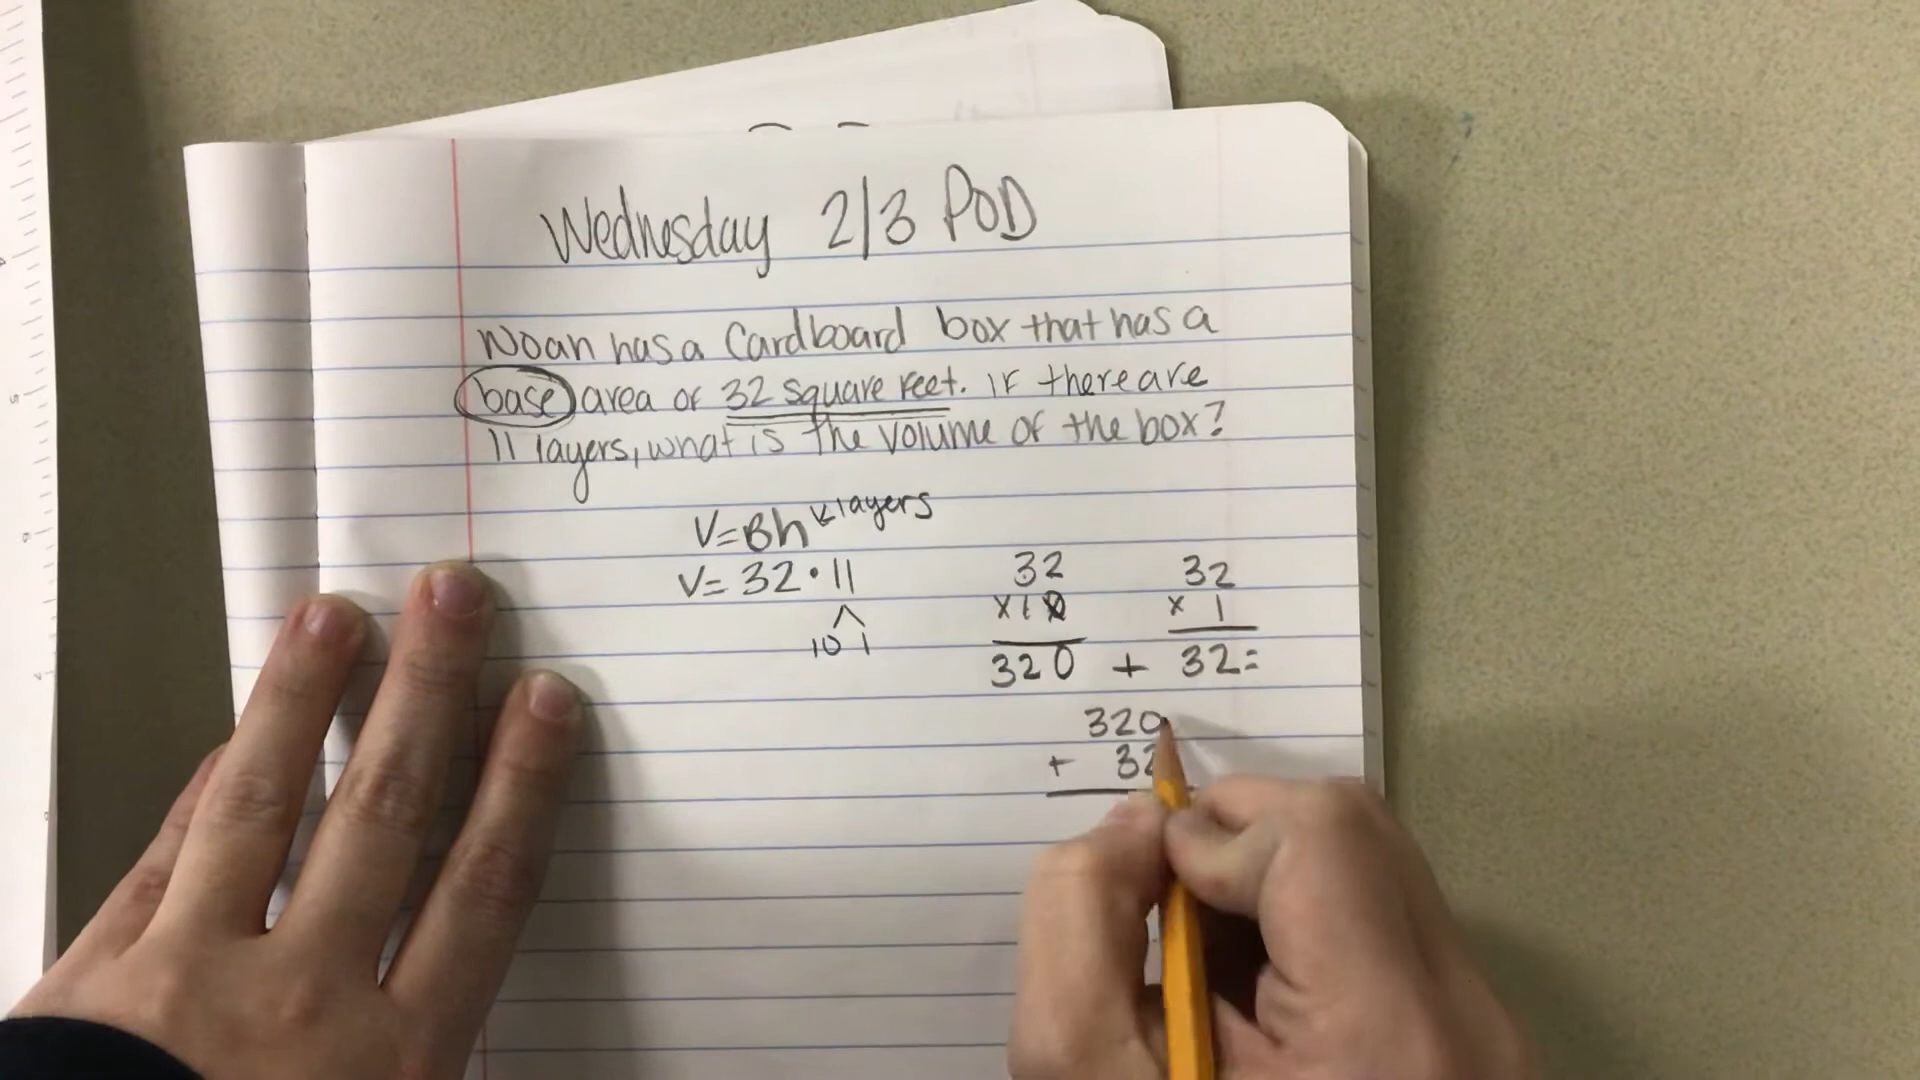 Wednesday 2/3 POD
Noah has a Cardboard box that has a
base area of 32 square feet. If there are
11 layers, what is the volume of the box?
V=Bh ← layers
V= 32 • 11
10 1
32
x10
320 + 32=
32
x 1
320
+ 32